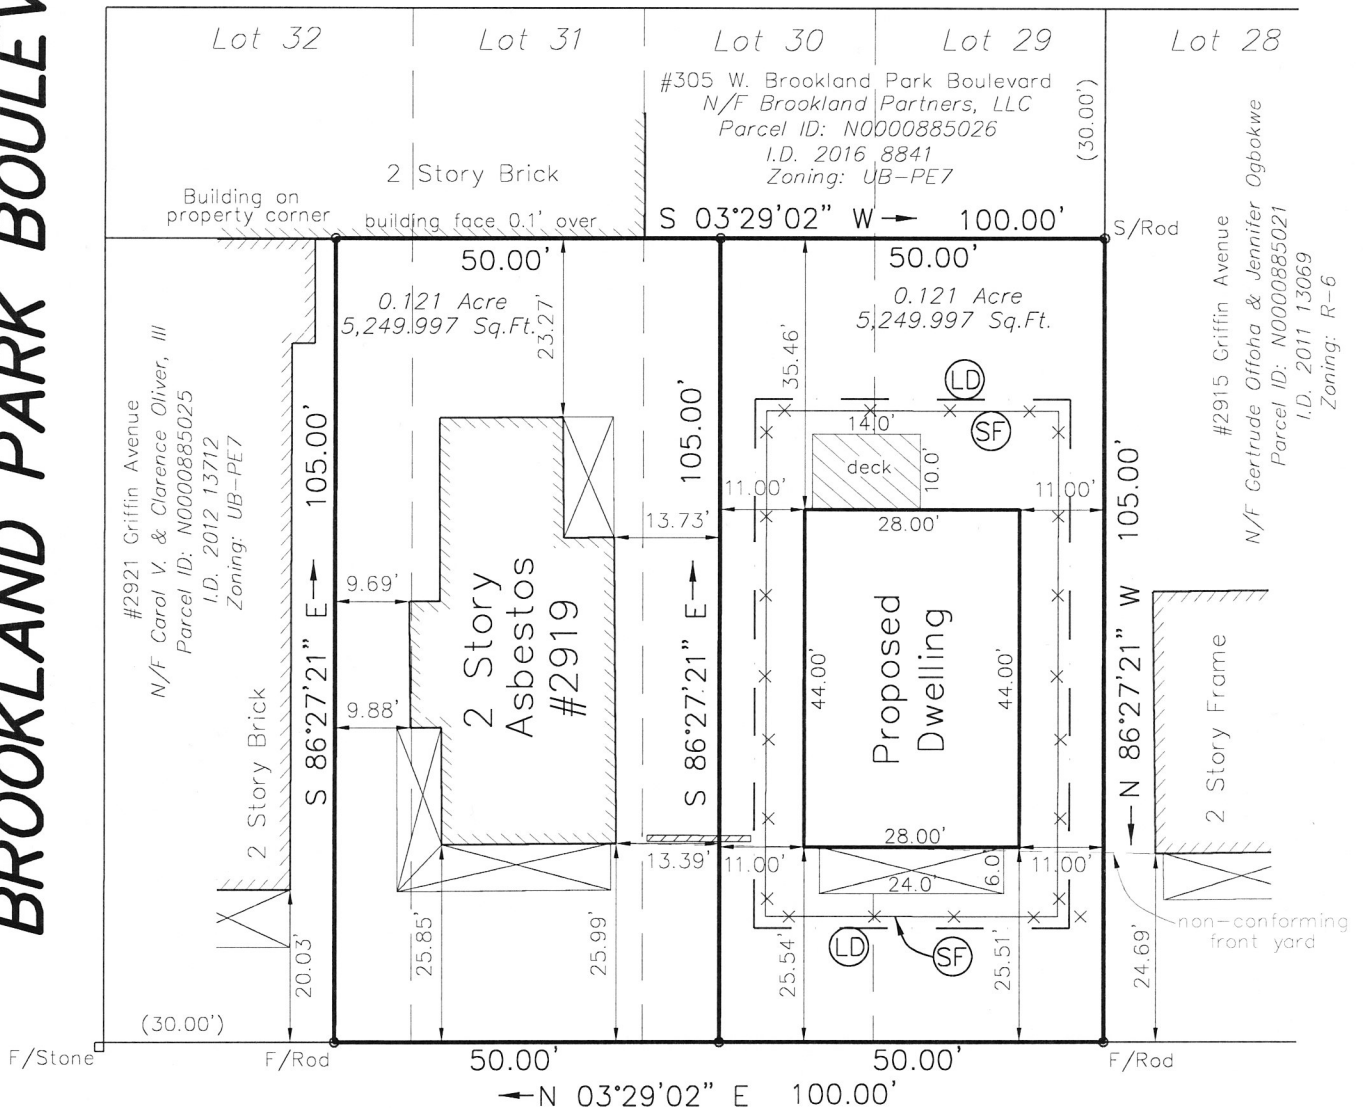 BROOKLAND PARK
Lot 32
Lot 31
Lot 30
Lot 29
Lot 28
#305 W. Brookland Park Boulevard
N/F Brookland Partners, LLC
Parcel ID: N0000885026
I.D. 2016 8841
Zoning: UB-PE7
(30.00')
2 Story Brick
Building on
property corner
building face 0.1' over
S 03°29'02" W
100.00'
S/Rod
50.00'
50.00'
0.121 Acre
5,249.997 Sq.Ft.
0.121 Acre
5,249.997 Sq.Ft.
23.27'
35.46'
#2921 Griffin Avenue
N/F Carol V. & Clarence Oliver, III
Parcel ID: N0000885025
I.D. 2012 13712
Zoning: UB-PE7
#2915 Griffin Avenue
N/F Gertrude Offoha & Jennifer Ogbokwe
Parcel ID: N0000885021
I.D. 2011 13069
Zoning: R-6
S 86°27'21" E 105.00'
S 86°27'21" E 105.00'
N 86°27'21" W 105.00'
LD
SF
14.0'
deck
10.0'
11.00'
28.00'
11.00'
13.73'
9.69'
9.88'
2 Story
Asbestos
#2919
Proposed
Dwelling
44.00'
44.00'
2 Story Brick
2 Story Frame
13.39'
11.00'
28.00'
11.00'
24.0'
6.0'
non-conforming
front yard
LD
SF
20.03'
25.85'
25.99'
25.54'
25.51'
24.69'
(30.00')
F/Stone
F/Rod
50.00'
50.00'
F/Rod
N 03°29'02" E
100.00'